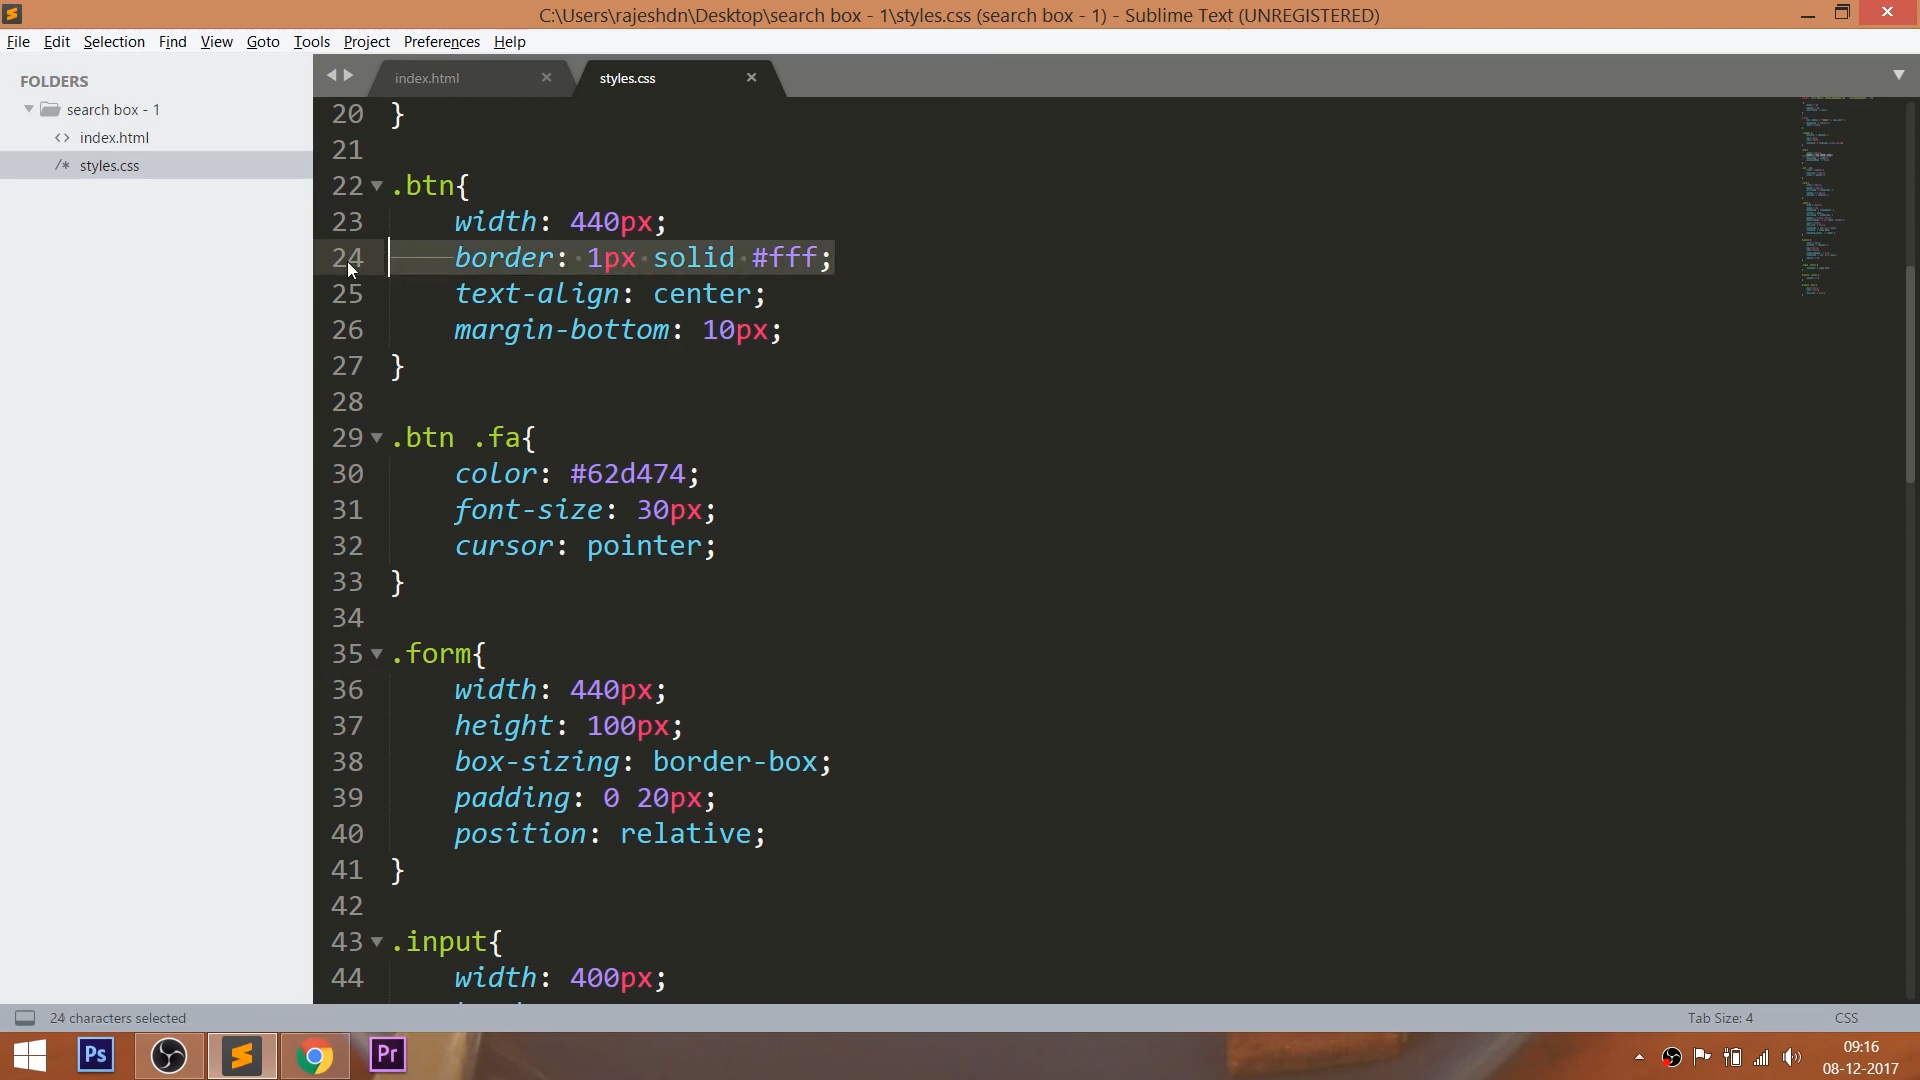 C:\Users\rajeshdn\Desktop\search box - 1\styles.css (search box - 1) - Sublime Text (UNREGISTERED)
File Edit Selection Find View Goto Tools Project Preferences Help
FOLDERS
search box - 1
<> index.html
/* styles.css
index.html
styles.css
20 }
21
22 .btn{
23 width: 440px;
24 border: 1px solid #fff;
25 text-align: center;
26 margin-bottom: 10px;
27 }
28
29 .btn .fa{
30 color: #62d474;
31 font-size: 30px;
32 cursor: pointer;
33 }
34
35 .form{
36 width: 440px;
37 height: 100px;
38 box-sizing: border-box;
39 padding: 0 20px;
40 position: relative;
41 }
42
43 .input{
44 width: 400px;
24 characters selected
Tab Size: 4
CSS
Ps
Pr
09:16
08-12-2017